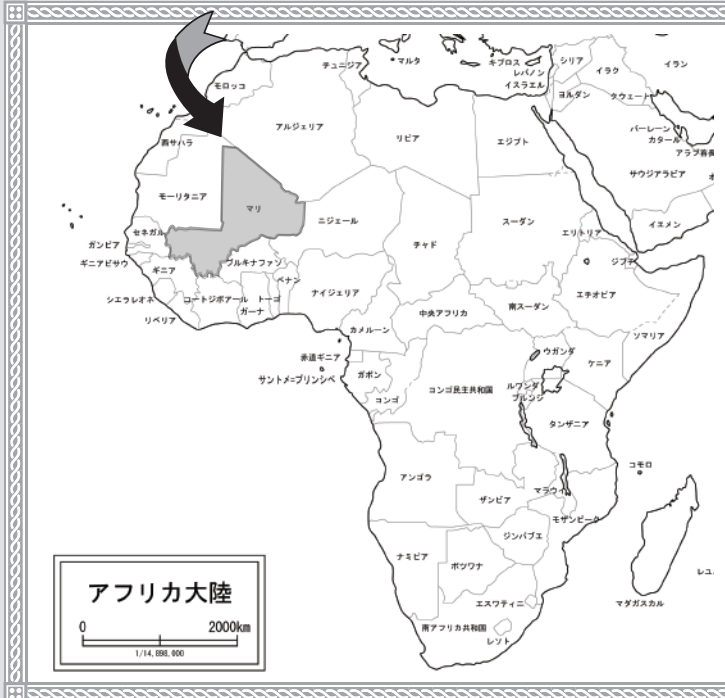 チュニジア
マルタ
キプロス
レバノン
イスラエル
シリア
イラク
イラン
モロッコ
ヨルダン
クウェート
アルジェリア
リビア
エジプト
バーレーン
カタール
アラブ首長
西サハラ
サウジアラビア
モーリタニア
マリ
ニジェール
スーダン
イエメン
エリトリア
セネガル
ガンビア
チャド
ギニアビサウ
ギニア
ブルキナファソ
ジブチ
ベナン
ナイジェリア
エチオピア
シエラレオネ
コートジボアール
トーゴ
ガーナ
南スーダン
中央アフリカ
リベリア
カメルーン
ソマリア
赤道ギニア
ウガンダ
ケニア
サントメ=プリンシペ
ガボン
コンゴ
コンゴ民主共和国
ルワンダ
ブルンジ
タンザニア
コモロ
アンゴラ
マラウイ
ザンビア
モザンビーク
ジンバブエ
ナミビア
ボツワナ
レユ
エスワティニ
マダガスカル
南アフリカ共和国
レソト
アフリカ大陸
0 2000km
1/14,898,000